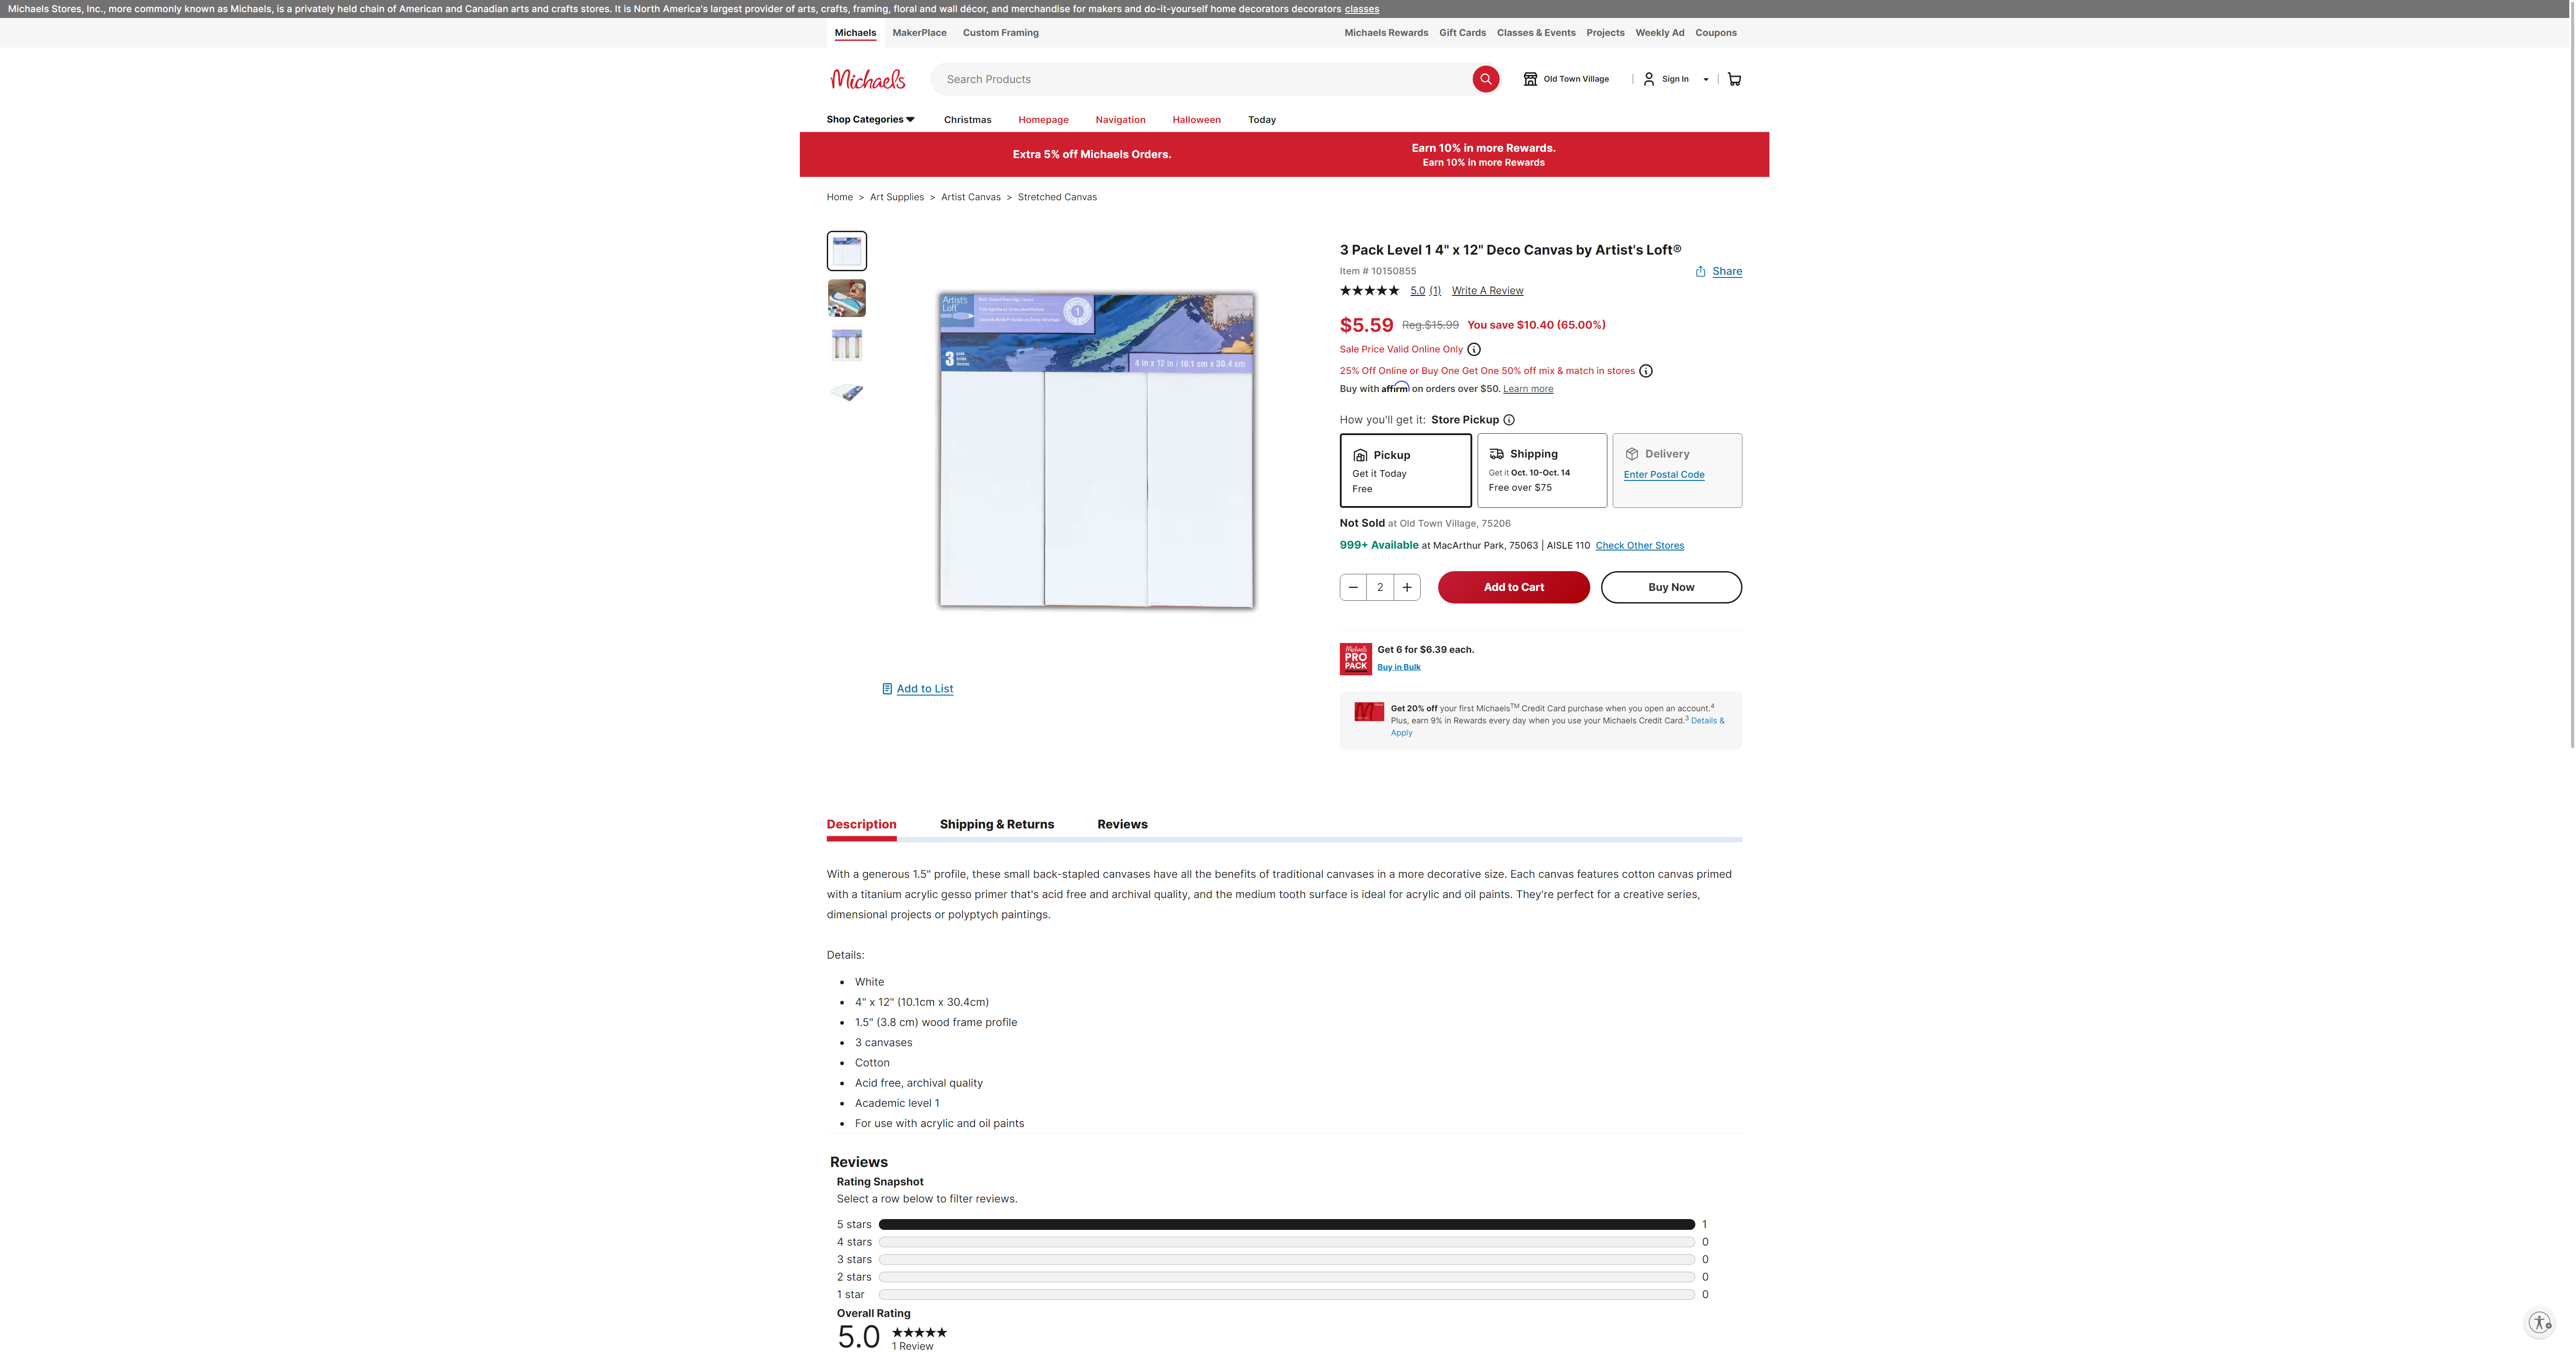 Michaels Stores, Inc., more commonly known as Michaels, is a privately held chain of American and Canadian arts and crafts stores. It is North America's largest provider of arts, crafts, framing, floral and wall décor, and merchandise for makers and do-it-yourself home decorators decorators classes
Michaels MakerPlace Custom Framing Michaels Rewards Gift Cards Classes & Events Projects Weekly Ad Coupons
Michaels Search Products Old Town Village | Sign In |
Shop Categories Christmas Homepage Navigation Halloween Today
Extra 5% off Michaels Orders.
Earn 10% in more Rewards.
Earn 10% in more Rewards
Home > Art Supplies > Artist Canvas > Stretched Canvas
Artist's
Loft
1
3
4 in x 12 in / 10.1 cm x 30.4 cm
3 Pack Level 1 4" x 12" Deco Canvas by Artist's Loft®
Item # 10150855 Share
5.0 (1) Write A Review
$5.59 Reg.$15.99 You save $10.40 (65.00%)
Sale Price Valid Online Only
25% Off Online or Buy One Get One 50% off mix & match in stores
Buy with affirm on orders over $50. Learn more
How you'll get it: Store Pickup
Pickup
Get it Today
Free
Shipping
Get it Oct. 10-Oct. 14
Free over $75
Delivery
Enter Postal Code
Not Sold at Old Town Village, 75206
999+ Available at MacArthur Park, 75063 | AISLE 110 Check Other Stores
2 Add to Cart Buy Now
Michaels
PRO
PACK
Get 6 for $6.39 each.
Buy in Bulk
Add to List
Get 20% off your first Michaels™ Credit Card purchase when you open an account.4
Plus, earn 9% in Rewards every day when you use your Michaels Credit Card.3 Details &
Apply
Description Shipping & Returns Reviews
With a generous 1.5" profile, these small back-stapled canvases have all the benefits of traditional canvases in a more decorative size. Each canvas features cotton canvas primed
with a titanium acrylic gesso primer that's acid free and archival quality, and the medium tooth surface is ideal for acrylic and oil paints. They're perfect for a creative series,
dimensional projects or polyptych paintings.
Details:
• White
• 4" x 12" (10.1cm x 30.4cm)
• 1.5" (3.8 cm) wood frame profile
• 3 canvases
• Cotton
• Acid free, archival quality
• Academic level 1
• For use with acrylic and oil paints
Reviews
Rating Snapshot
Select a row below to filter reviews.
5 stars 1
4 stars 0
3 stars 0
2 stars 0
1 star 0
Overall Rating
5.0
1 Review